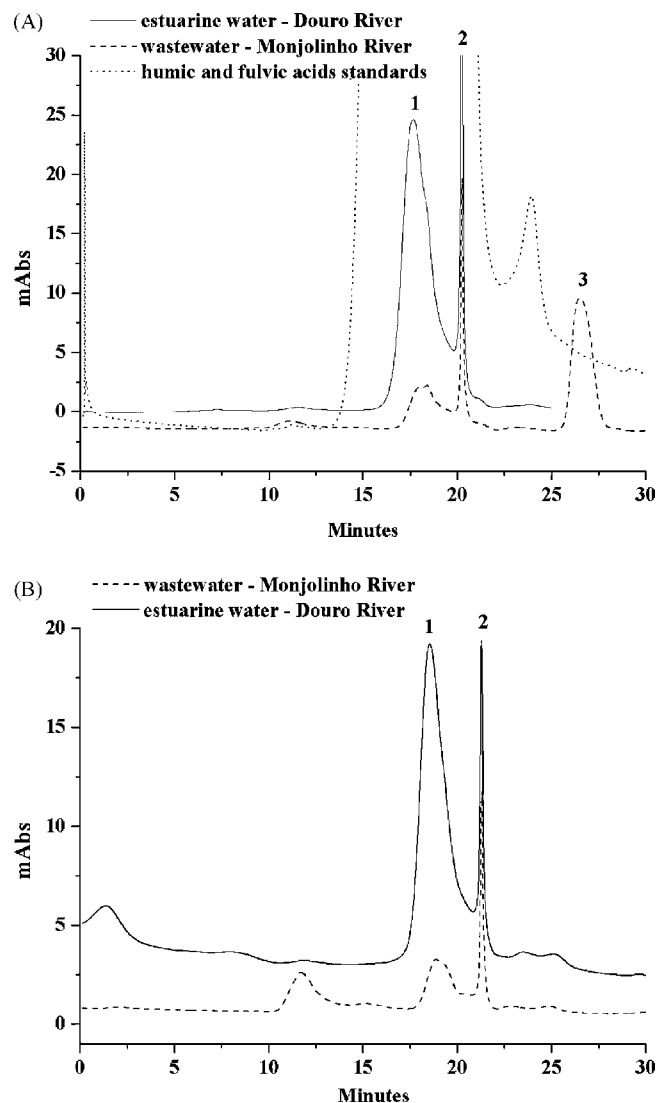 (A)
estuarine water - Douro River
wastewater - Monjolinho River
humic and fulvic acids standards
30
25
20
15
10
5
0
-5
mAbs
1
2
3
0 5 10 15 20 25 30
Minutes
(B)
wastewater - Monjolinho River
estuarine water - Douro River
20
15
10
5
0
mAbs
1
2
0 5 10 15 20 25 30
Minutes